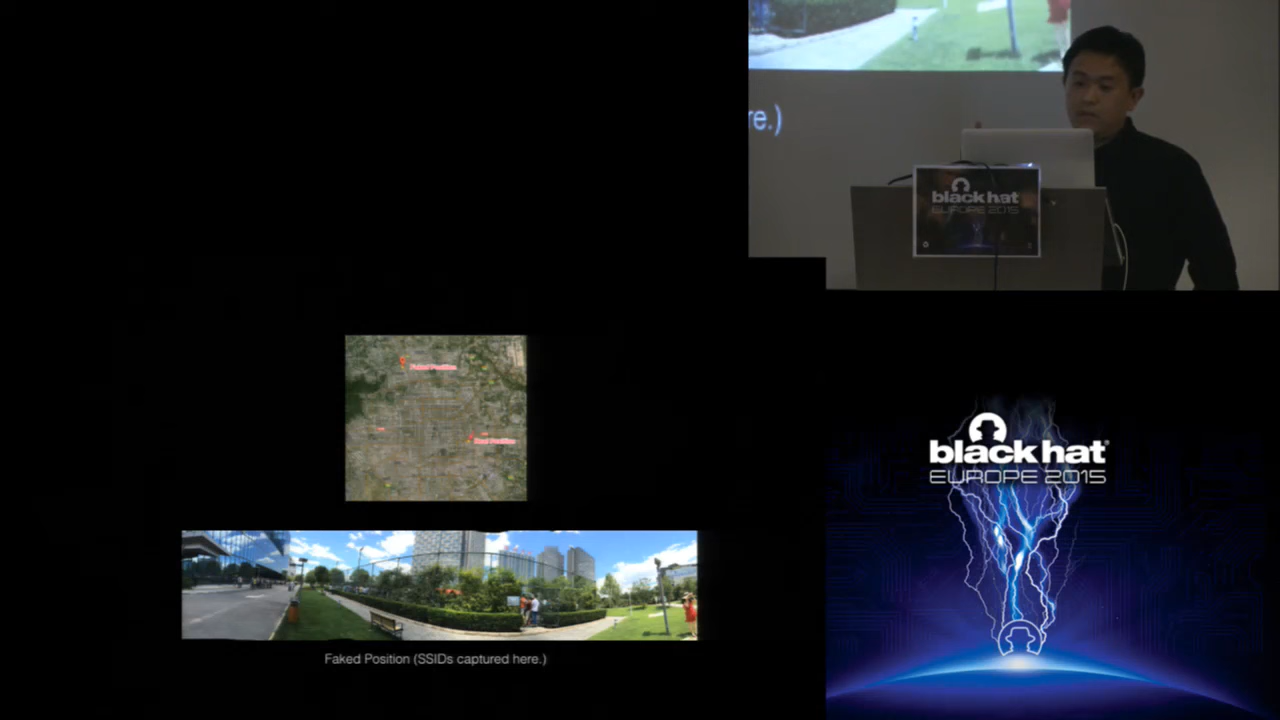 re.)
black hat
EUROPE 2015
Faked Position
Real Position
black hat
EUROPE 2015
Faked Position (SSIDs captured here.)